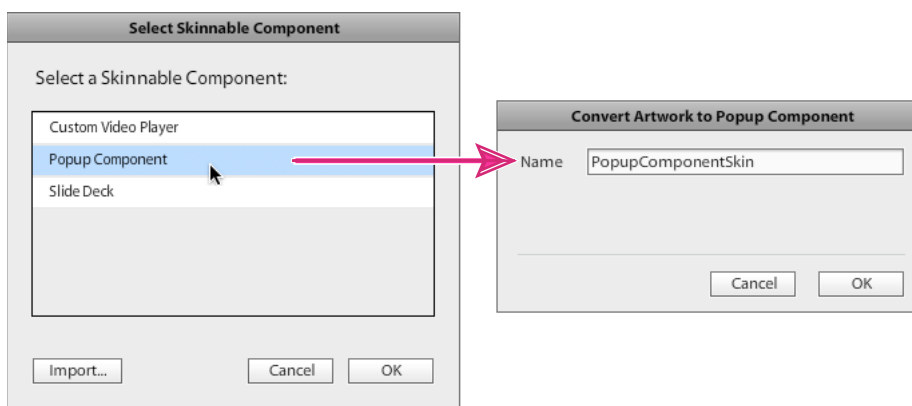 Select Skinnable Component
Select a Skinnable Component:
Custom Video Player
Popup Component
Slide Deck
Import...
Cancel
OK
Convert Artwork to Popup Component
Name
PopupComponentSkin
Cancel
OK